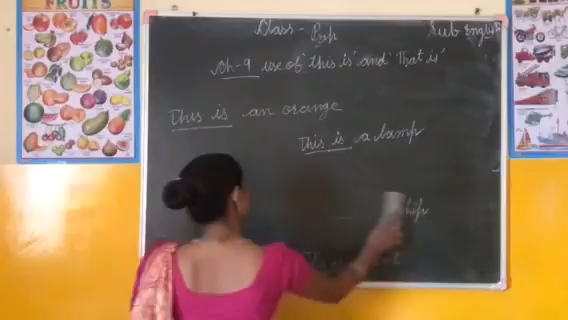 FRUITS
Class - Prep
Sub English
Ch-9 use of 'this is' and 'That is'
This is an orange
This is a lamp